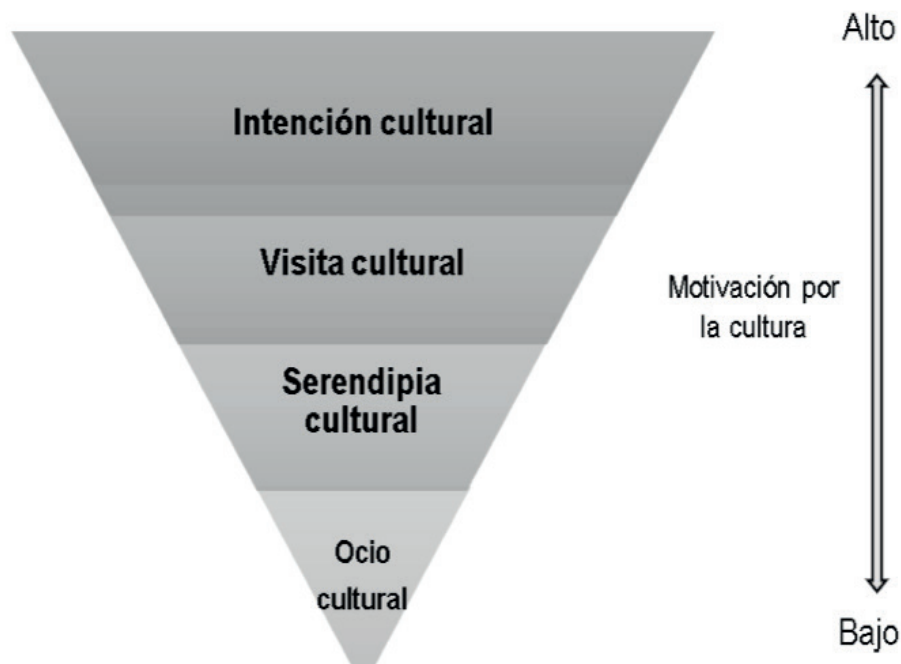 Alto
Intención cultural
Visita cultural
Motivación por
la cultura
Serendipia
cultural
Ocio
cultural
Bajo